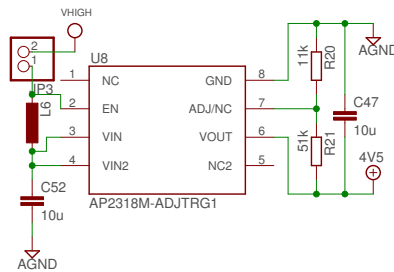 VHIGH
2
1
JP3
L6
U8
1 NC
2 EN
3 VIN
4 VIN2
GND 8
ADJ/NC 7
VOUT 6
NC2 5
AP2318M-ADJTRG1
11k
R20
51k
R21
AGND
C47
10u
4V5
C52
10u
AGND